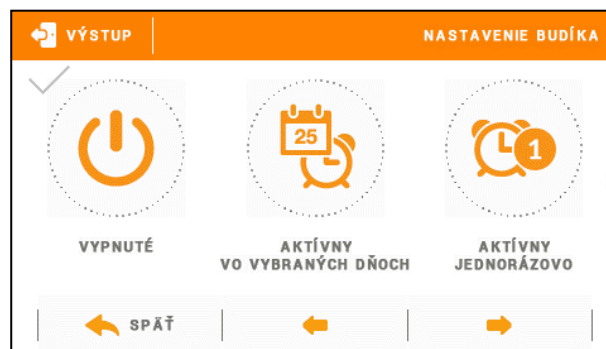 VÝSTUP
NASTAVENIE BUDÍKA
25
1
VYPNUTÉ
AKTÍVNY
VO VYBRANÝCH DŇOCH
AKTÍVNY
JEDNORÁZOVO
SPÄŤ